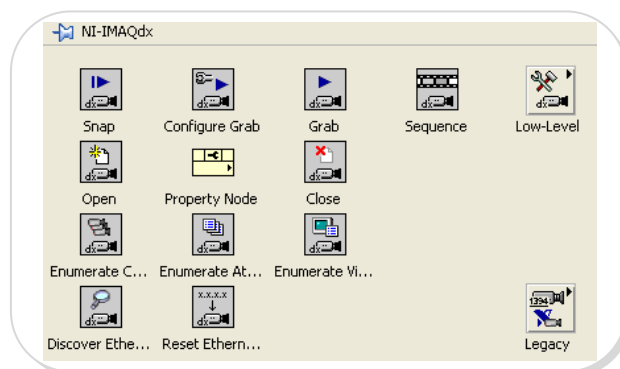 NI-IMAQdx
Snap Configure Grab Grab Sequence Low-Level
Open Property Node Close
Enumerate C... Enumerate At... Enumerate Vi...
x.x.x.x
1394
Discover Ethe... Reset Ethern... Legacy